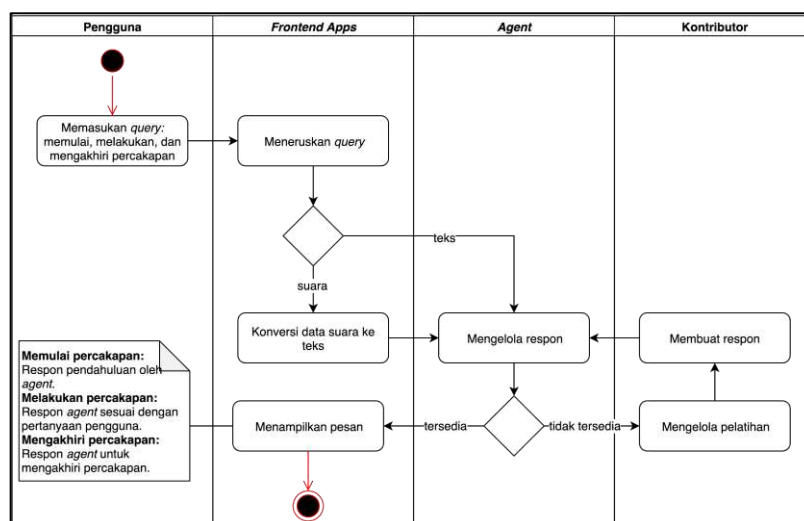 Pengguna
Frontend Apps
Agent
Kontributor
Memasukan query:
memulai, melakukan, dan
mengakhiri percakapan
Meneruskan query
teks
suara
Konversi data suara ke
teks
Mengelola respon
Membuat respon
Memulai percakapan:
Respon pendahuluan oleh
agent.
Melakukan percakapan:
Respon agent sesuai dengan
pertanyaan pengguna.
Mengakhiri percakapan:
Respon agent untuk
mengakhiri percakapan.
Menampilkan pesan
tersedia
tidak tersedia
Mengelola pelatihan